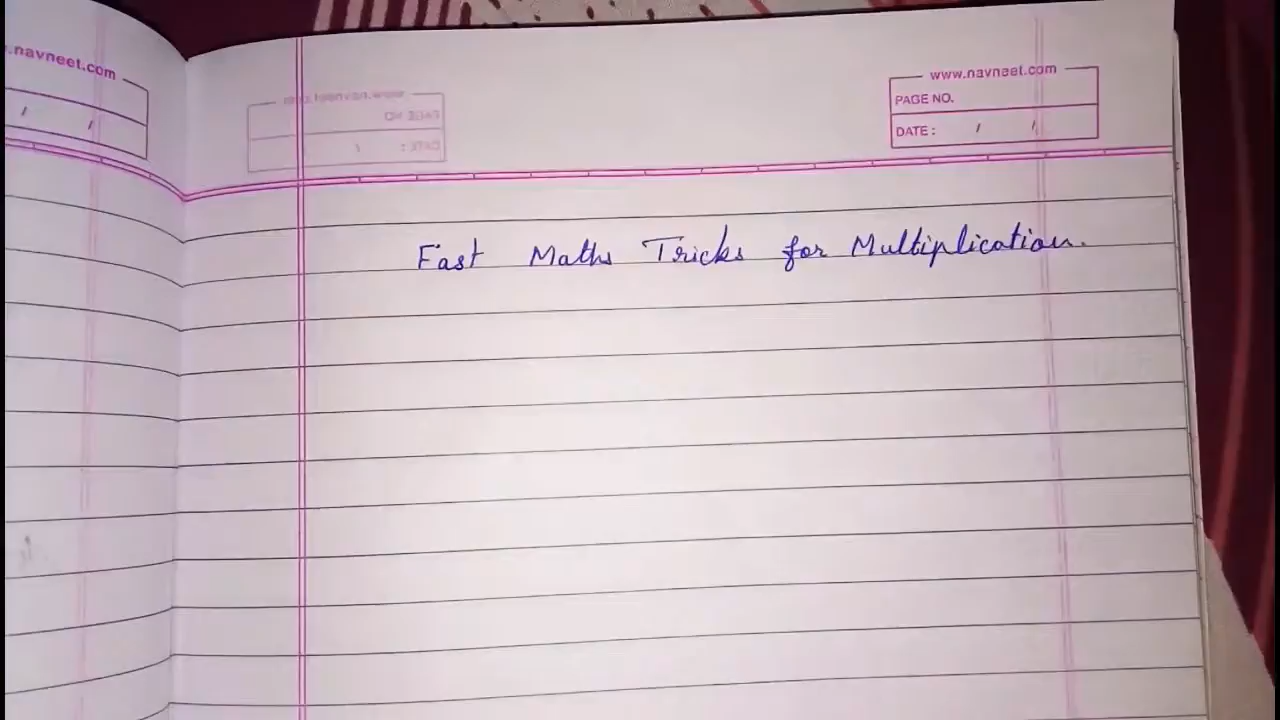 .navneet.com
/ /
www.navneet.com
PAGE NO.
DATE : / /
Fast Maths Tricks for Multiplication.